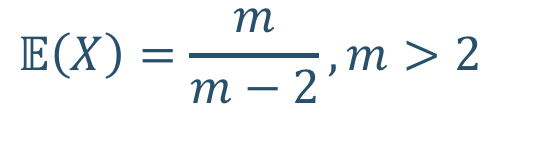 𝔼(X) = m / (m − 2), m > 2